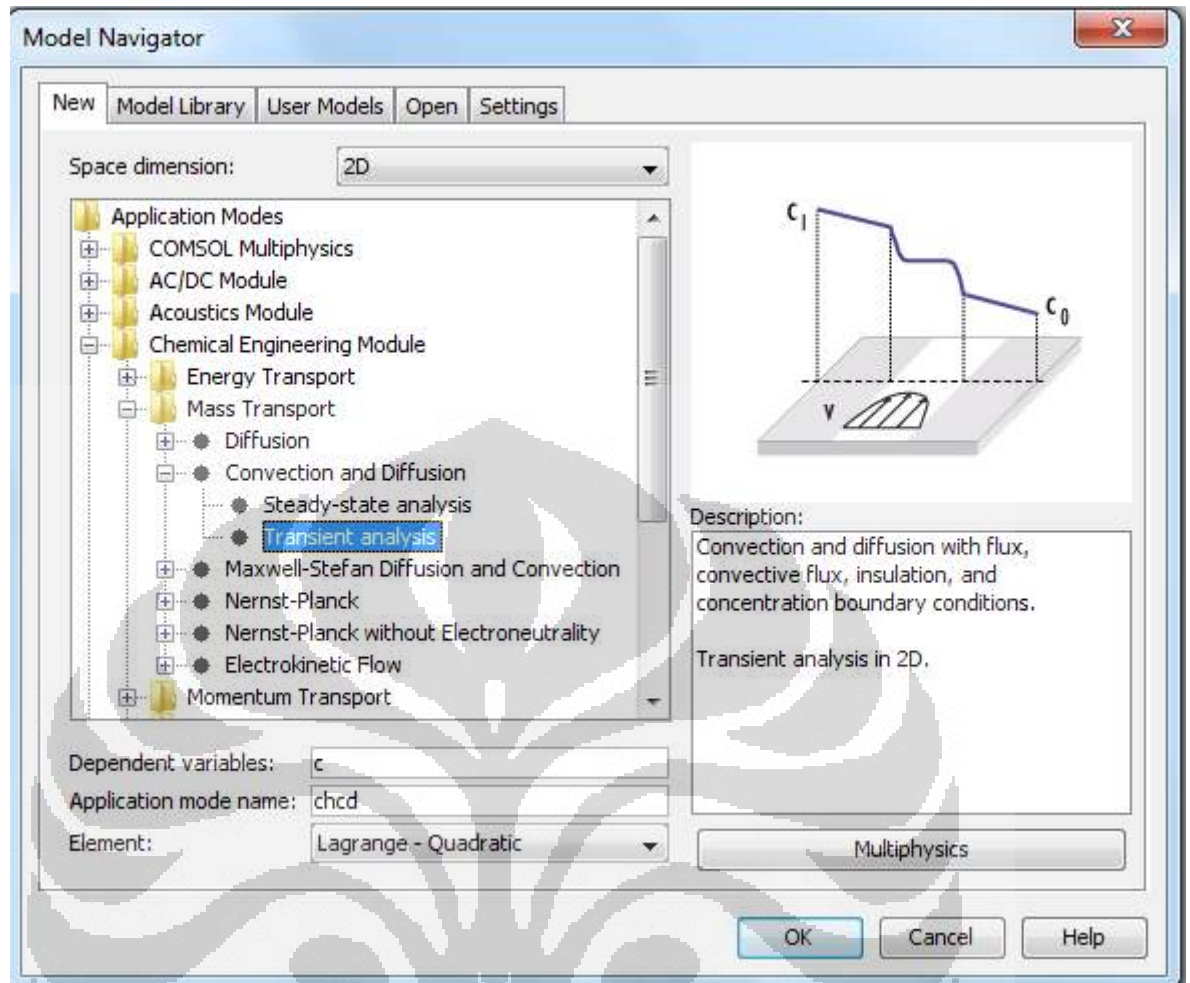 Model Navigator
New Model Library User Models Open Settings
Space dimension: 2D
Application Modes
COMSOL Multiphysics
AC/DC Module
Acoustics Module
Chemical Engineering Module
Energy Transport
Mass Transport
Diffusion
Convection and Diffusion
Steady-state analysis
Transient analysis
Maxwell-Stefan Diffusion and Convection
Nernst-Planck
Nernst-Planck without Electroneutrality
Electrokinetic Flow
Momentum Transport
Dependent variables: c
Application mode name: chcd
Element: Lagrange - Quadratic
C1
C0
v
Description:
Convection and diffusion with flux,
convective flux, insulation, and
concentration boundary conditions.
Transient analysis in 2D.
Multiphysics
OK Cancel Help